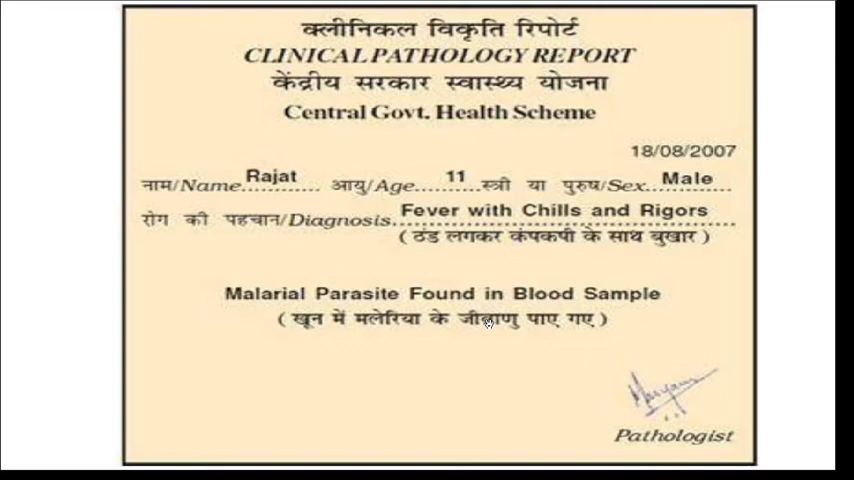 क्लीनिकल विकृति रिपोर्ट
CLINICAL PATHOLOGY REPORT
केंद्रीय सरकार स्वास्थ्य योजना
Central Govt. Health Scheme
18/08/2007
नाम/Name Rajat आयु/Age 11 स्त्री या पुरुष/Sex Male
रोग की पहचान/Diagnosis Fever with Chills and Rigors
( ठंड लगकर कंपकपी के साथ बुखार )
Malarial Parasite Found in Blood Sample
( खून में मलेरिया के जीवाणु पाए गए )
Pathologist